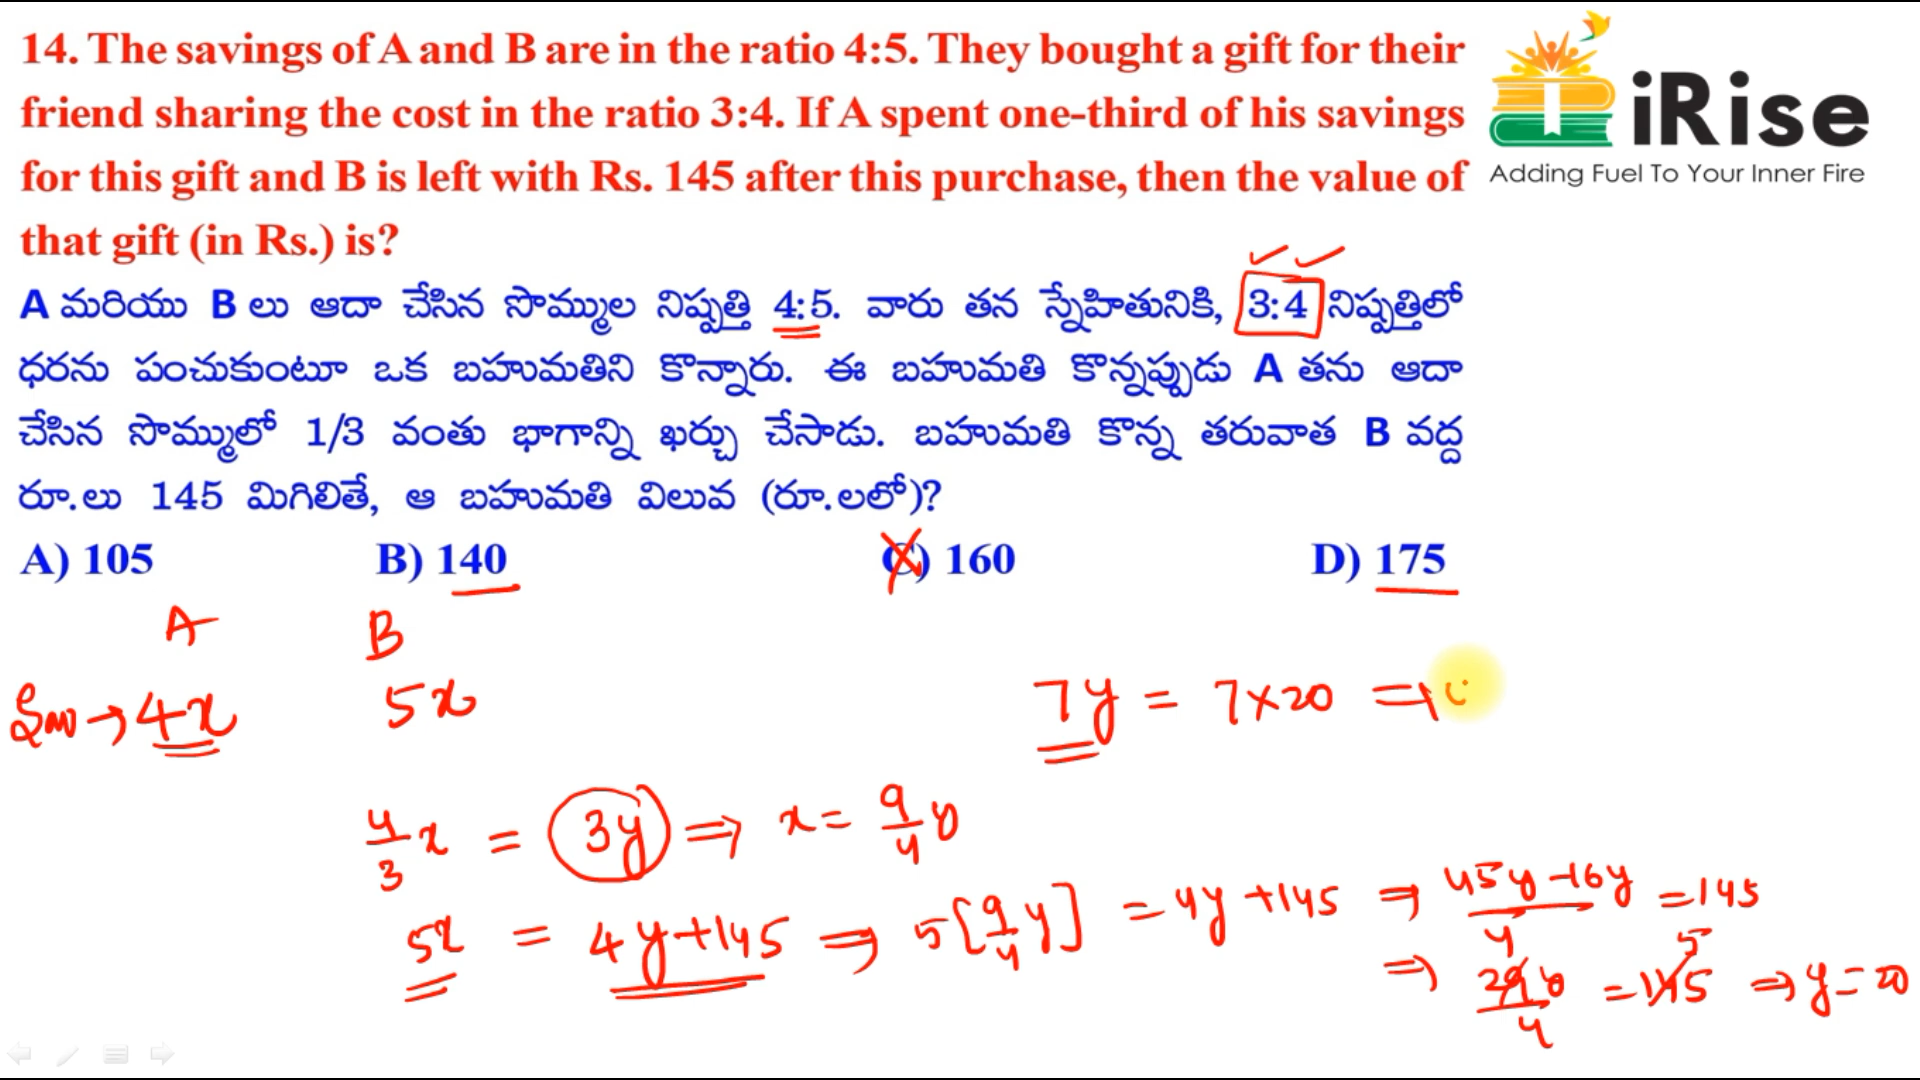 14. The savings of A and B are in the ratio 4:5. They bought a gift for their
friend sharing the cost in the ratio 3:4. If A spent one-third of his savings
for this gift and B is left with Rs. 145 after this purchase, then the value of
that gift (in Rs.) is?
iRise
Adding Fuel To Your Inner Fire
A మరియు B లు ఆదా చేసిన సొమ్ముల నిష్పత్తి 4:5. వారు తన స్నేహితునికి, 3:4 నిష్పత్తిలో
ధరను పంచుకుంటూ ఒక బహుమతిని కొన్నారు. ఈ బహుమతి కొన్నప్పుడు A తను ఆదా
చేసిన సొమ్ములో 1/3 వంతు భాగాన్ని ఖర్చు చేసాడు. బహుమతి కొన్న తరువాత B వద్ద
రూ.లు 145 మిగిలితే, ఆ బహుమతి విలువ (రూ.లలో)?
A) 105 B) 140 C) 160 D) 175
A B
→ 4x 5x
7y = 7×20 =
4/3 x = 3y ⇒ x = 9/4 y
5x = 4y+145 ⇒ 5[9/4 y] = 4y+145 ⇒ 45y-16y/4 = 145
⇒ 29y/4 = 145 5 ⇒ y = 20